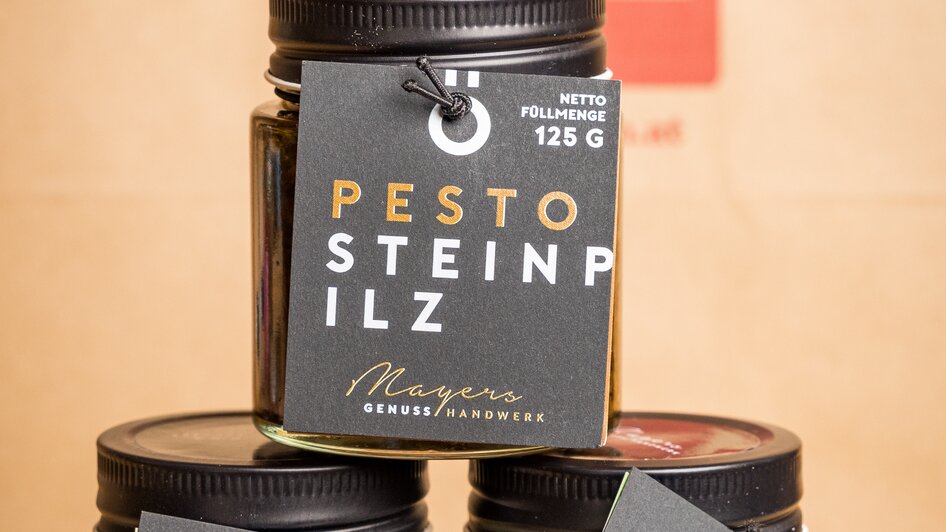 Ö
NETTO
FÜLLMENGE
125 G
PESTO
STEINP
ILZ
Mayers
GENUSS HANDWERK